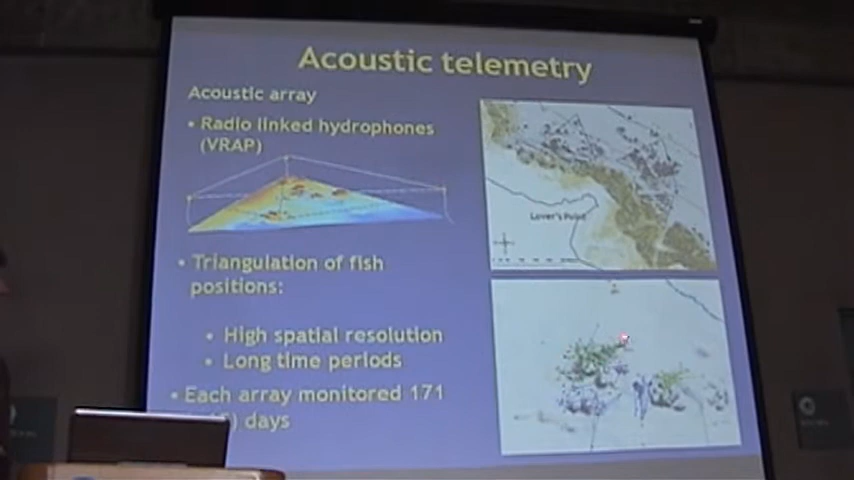 Acoustic telemetry
Acoustic array
• Radio linked hydrophones
(VRAP)
Lover's Point
• Triangulation of fish
positions:
• High spatial resolution
• Long time periods
• Each array monitored 171
days